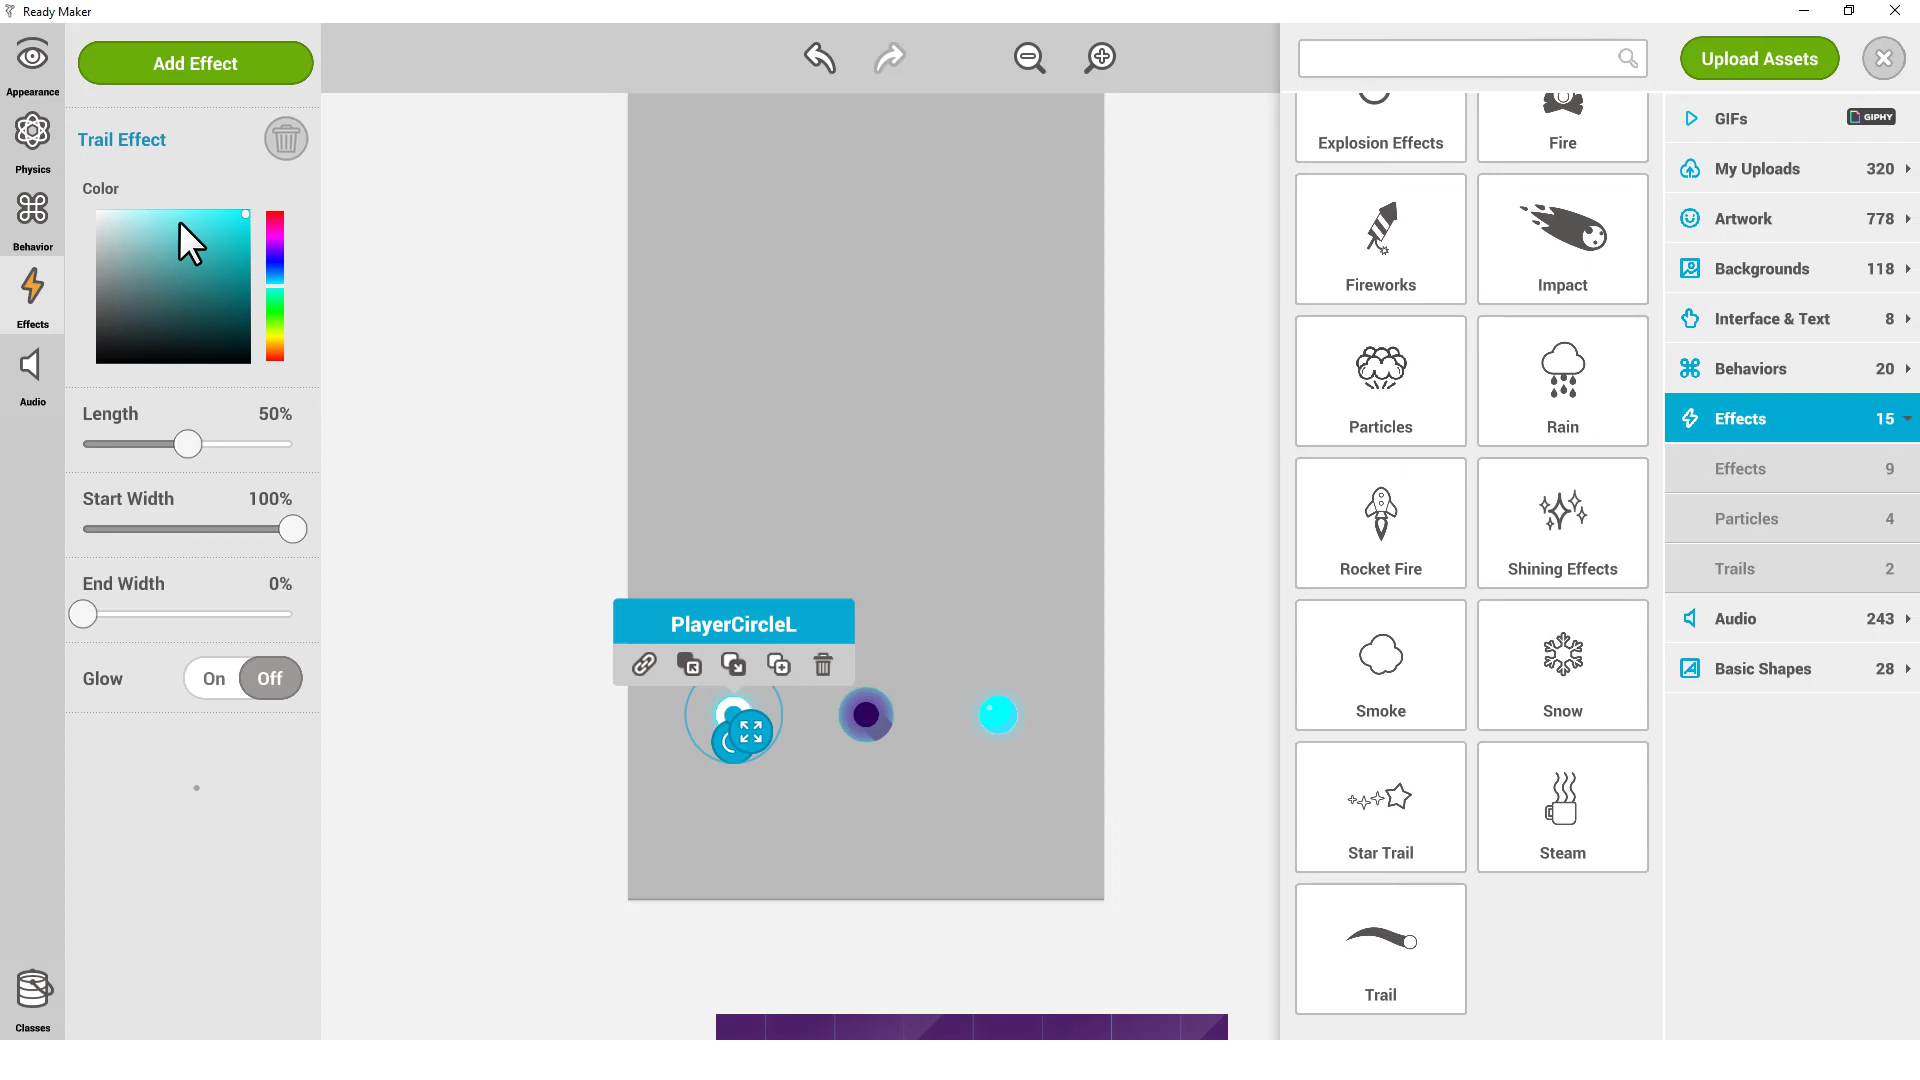 Ready Maker
Appearance
Physics
Behavior
Effects
Audio
Classes
Add Effect
Trail Effect
Color
Length 50%
Start Width 100%
End Width 0%
Glow On Off
PlayerCircleL
Upload Assets
Explosion Effects
Fire
Fireworks
Impact
Particles
Rain
Rocket Fire
Shining Effects
Smoke
Snow
Star Trail
Steam
Trail
GIFs GIPHY
My Uploads 320
Artwork 778
Backgrounds 118
Interface & Text 8
Behaviors 20
Effects 15
Effects 9
Particles 4
Trails 2
Audio 243
Basic Shapes 28